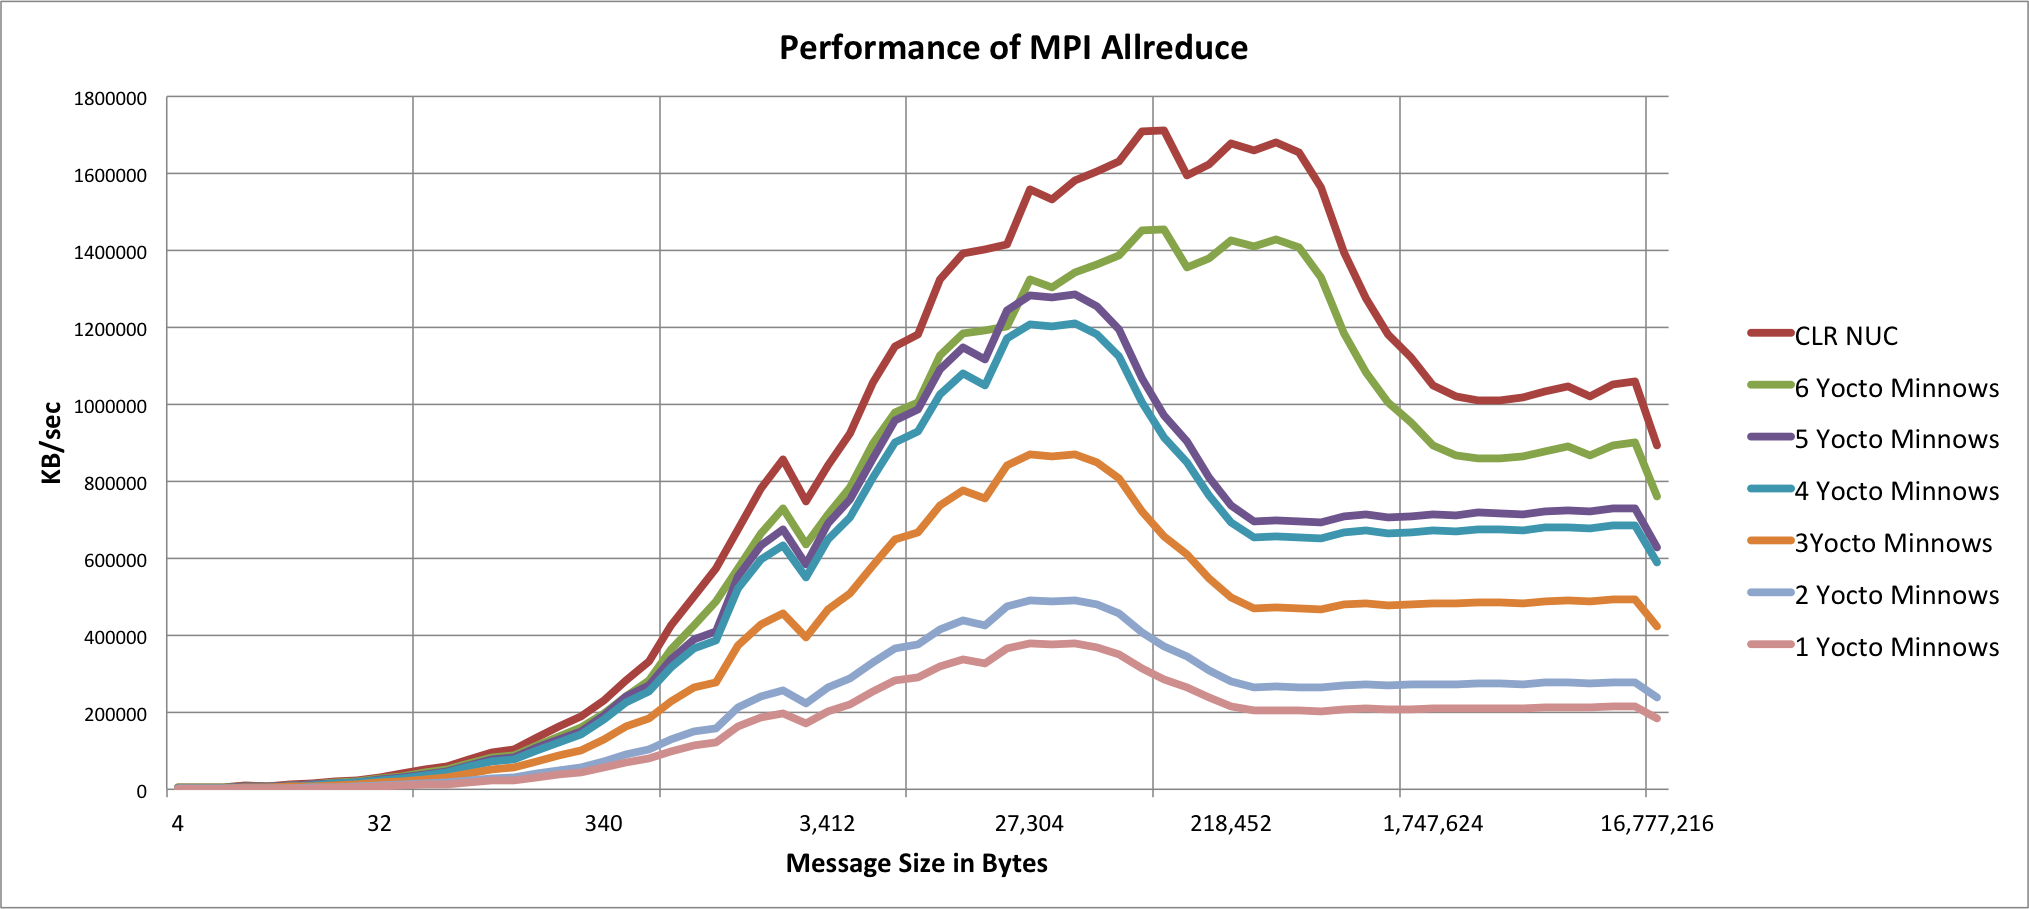 Performance of MPI Allreduce
1800000
1600000
1400000
1200000
1000000
800000
600000
400000
200000
0
KB/sec
4 32 340 3,412 27,304 218,452 1,747,624 16,777,216
Message Size in Bytes
CLR NUC
6 Yocto Minnows
5 Yocto Minnows
4 Yocto Minnows
3Yocto Minnows
2 Yocto Minnows
1 Yocto Minnows